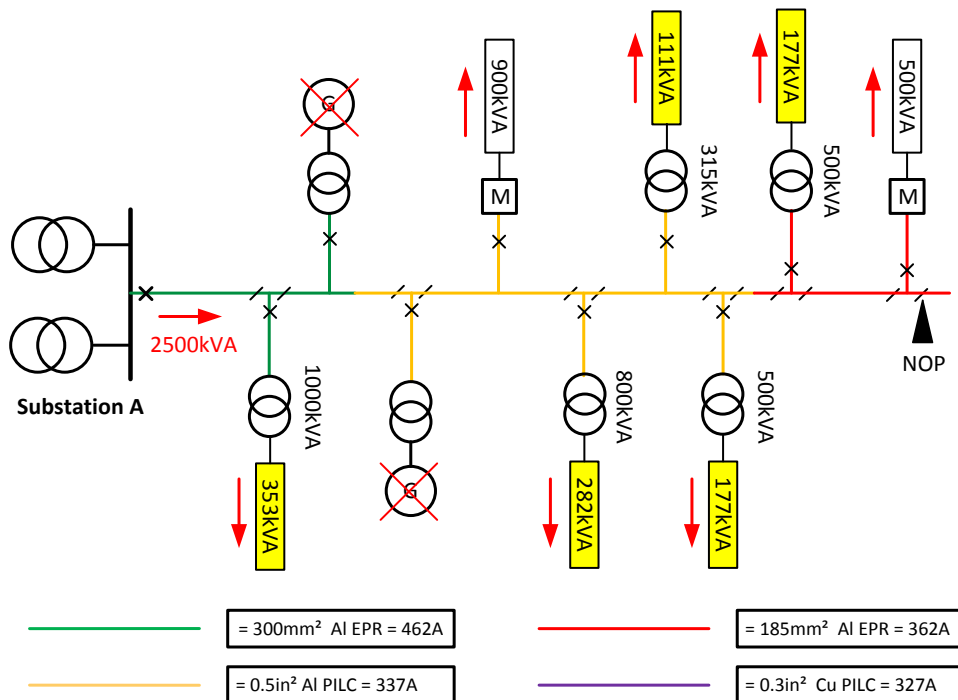 900kVA
111kVA
177kVA
500kVA
G
315kVA
500kVA
M
M
2500kVA
NOP
Substation A
1000kVA
800kVA
500kVA
353kVA
G
282kVA
177kVA
= 300mm² Al EPR = 462A
= 185mm² Al EPR = 362A
= 0.5in² Al PILC = 337A
= 0.3in² Cu PILC = 327A